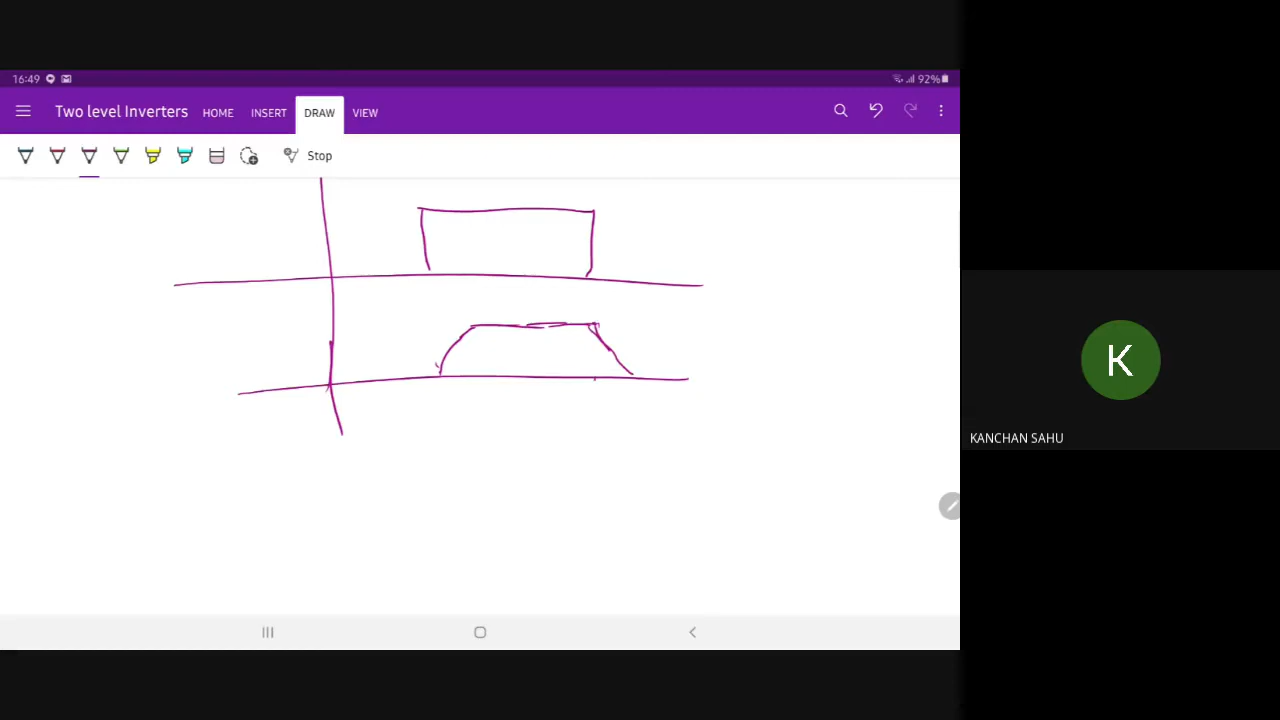 16:49 92%
Two level Inverters HOME INSERT DRAW VIEW
Stop
K
KANCHAN SAHU